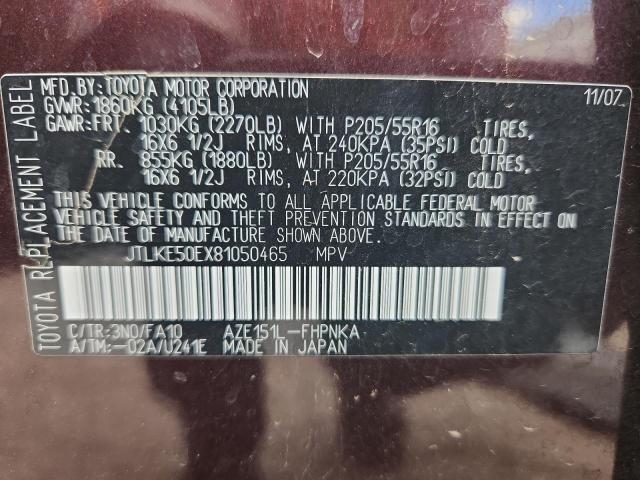 TOYOTA REPLACEMENT LABEL
MFD.BY:TOYOTA MOTOR CORPORATION 11/07
GVWR:1860KG (4105LB)
GAWR:FRT. 1030KG (2270LB) WITH P205/55R16 TIRES,
16X6 1/2J RIMS, AT 240KPA (35PSI) COLD
RR. 855KG (1880LB) WITH P205/55R16 TIRES,
16X6 1/2J RIMS, AT 220KPA (32PSI) COLD
THIS VEHICLE CONFORMS TO ALL APPLICABLE FEDERAL MOTOR
VEHICLE SAFETY AND THEFT PREVENTION STANDARDS IN EFFECT ON
THE DATE OF MANUFACTURE SHOWN ABOVE.
JTLKE50EX81050465 MPV
C/TR:3N0/FA10 AZE151L-FHPNKA
A/TM:-02A/U241E MADE IN JAPAN